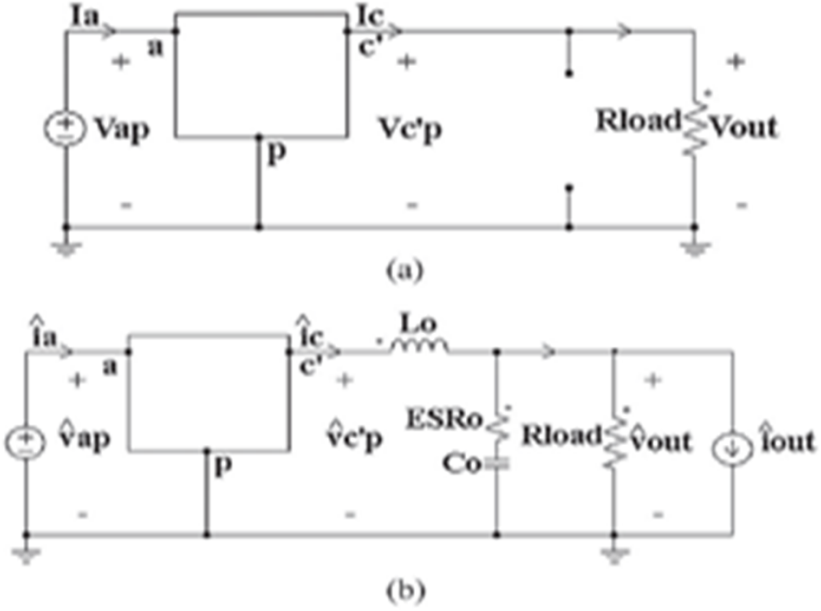 Ia Ic
a c'
+ + +
Vap Vc'p Rload Vout
p
- - -
(a)
îa îc Lo
a c'
+ + +
ESRo
v̂ap v̂c'p Rload v̂out îout
Co
p
- - -
(b)